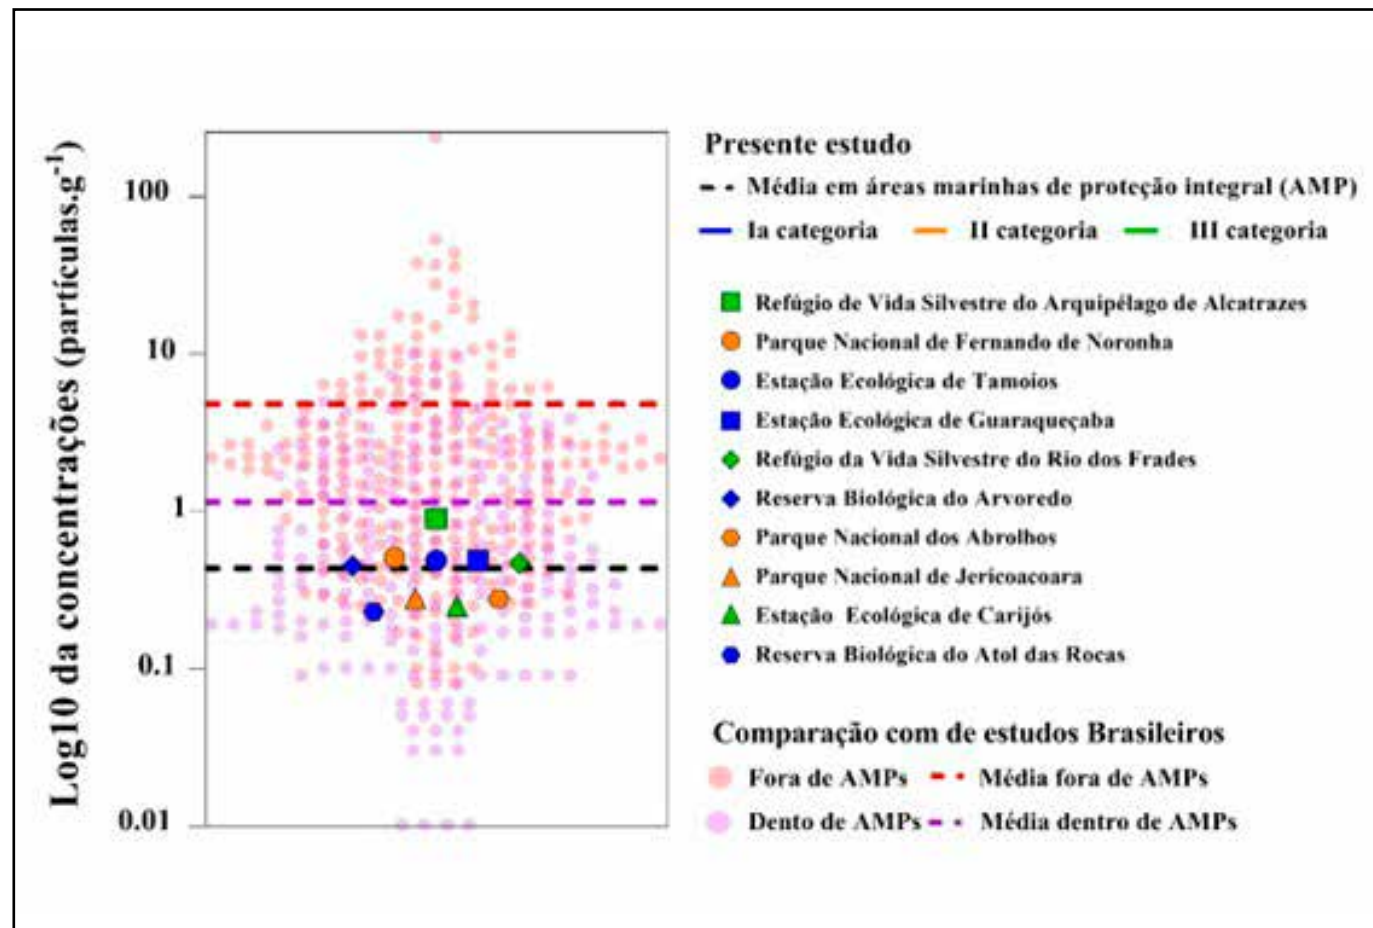 Log10 da concentrações (partículas.g⁻¹)
100
10
1
0.1
0.01
Presente estudo
Média em áreas marinhas de proteção integral (AMP)
Ia categoria II categoria III categoria
Refúgio de Vida Silvestre do Arquipélago de Alcatrazes
Parque Nacional de Fernando de Noronha
Estação Ecológica de Tamoios
Estação Ecológica de Guaraqueçaba
Refúgio da Vida Silvestre do Rio dos Frades
Reserva Biológica do Arvoredo
Parque Nacional dos Abrolhos
Parque Nacional de Jericoacoara
Estação Ecológica de Carijós
Reserva Biológica do Atol das Rocas
Comparação com de estudos Brasileiros
Fora de AMPs Média fora de AMPs
Dento de AMPs Média dentro de AMPs